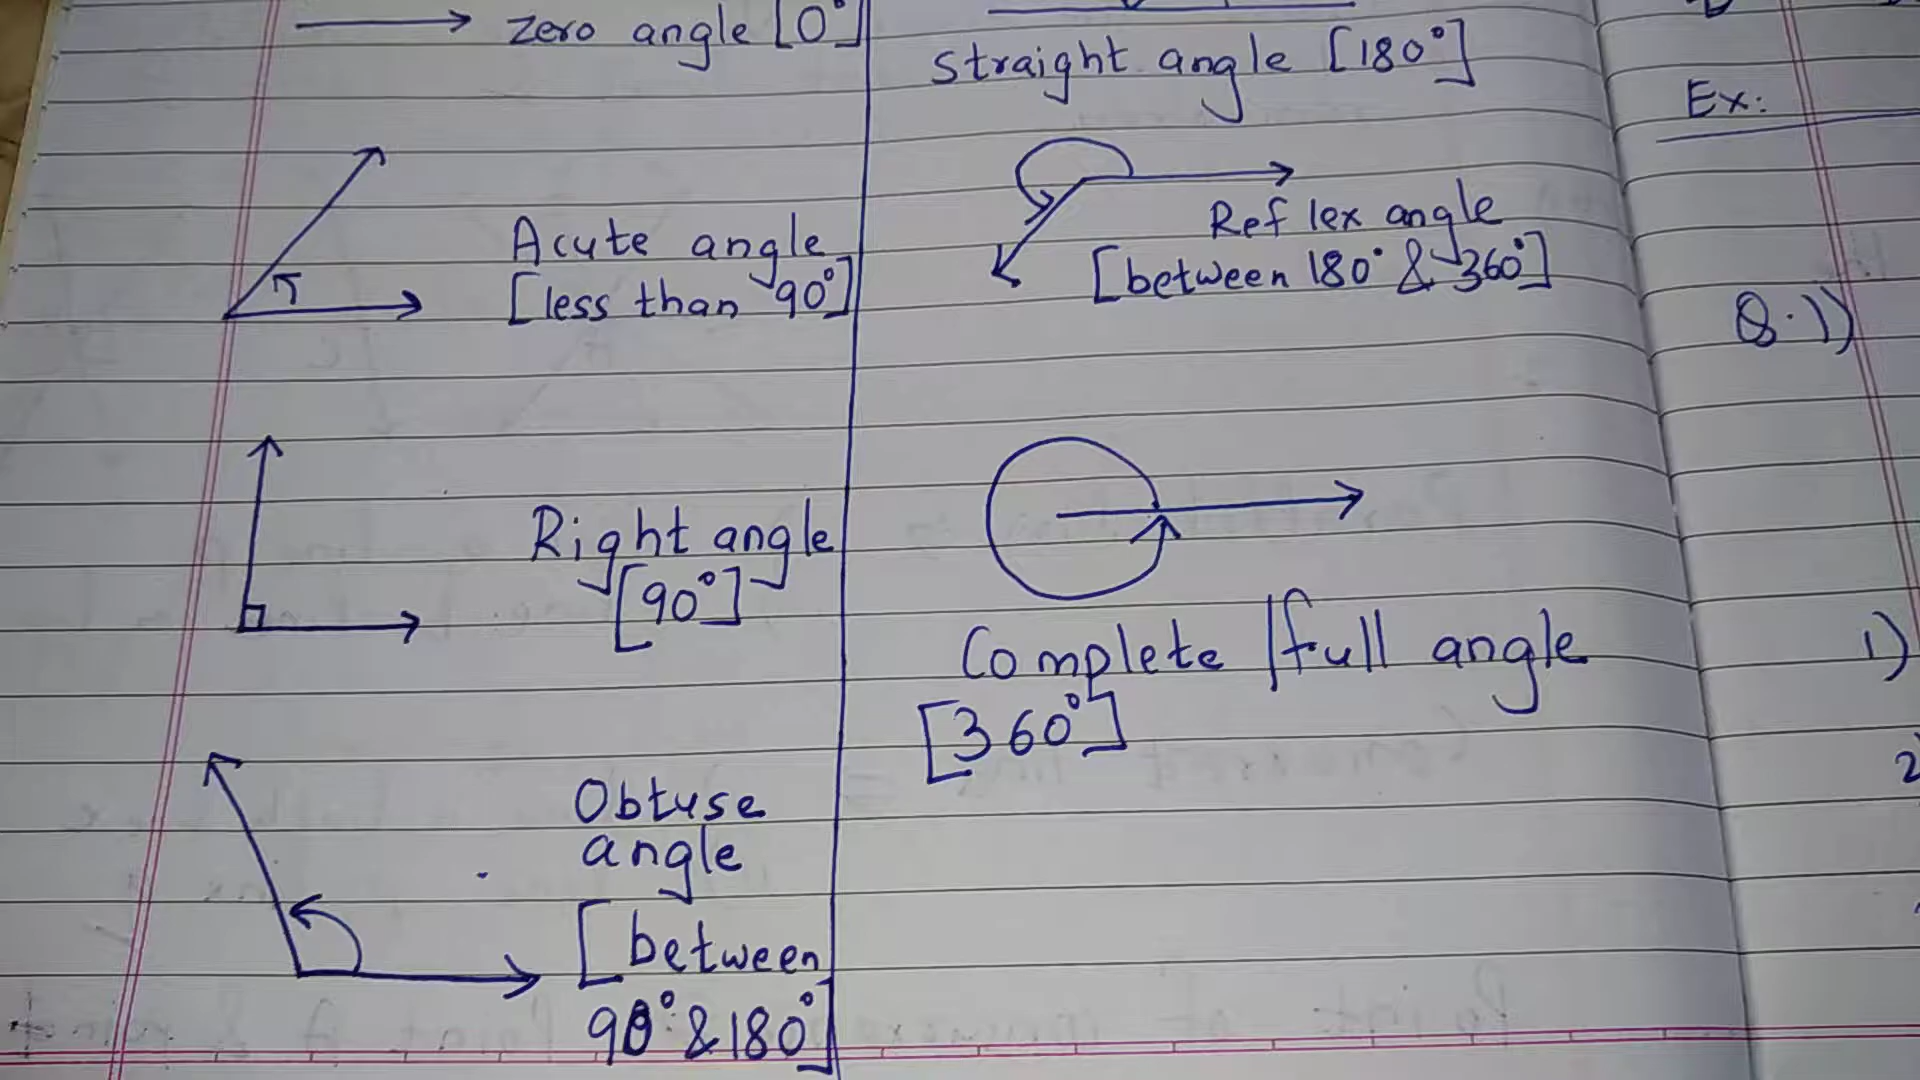 zero angle [0°]
Acute angle
[less than 90°]
Right angle
[90°]
Obtuse
angle
[between
90° & 180°]
straight angle [180°]
Reflex angle
[between 180° & 360°]
Complete / full angle
[360°]
Ex:
Q.1)
1)
2)